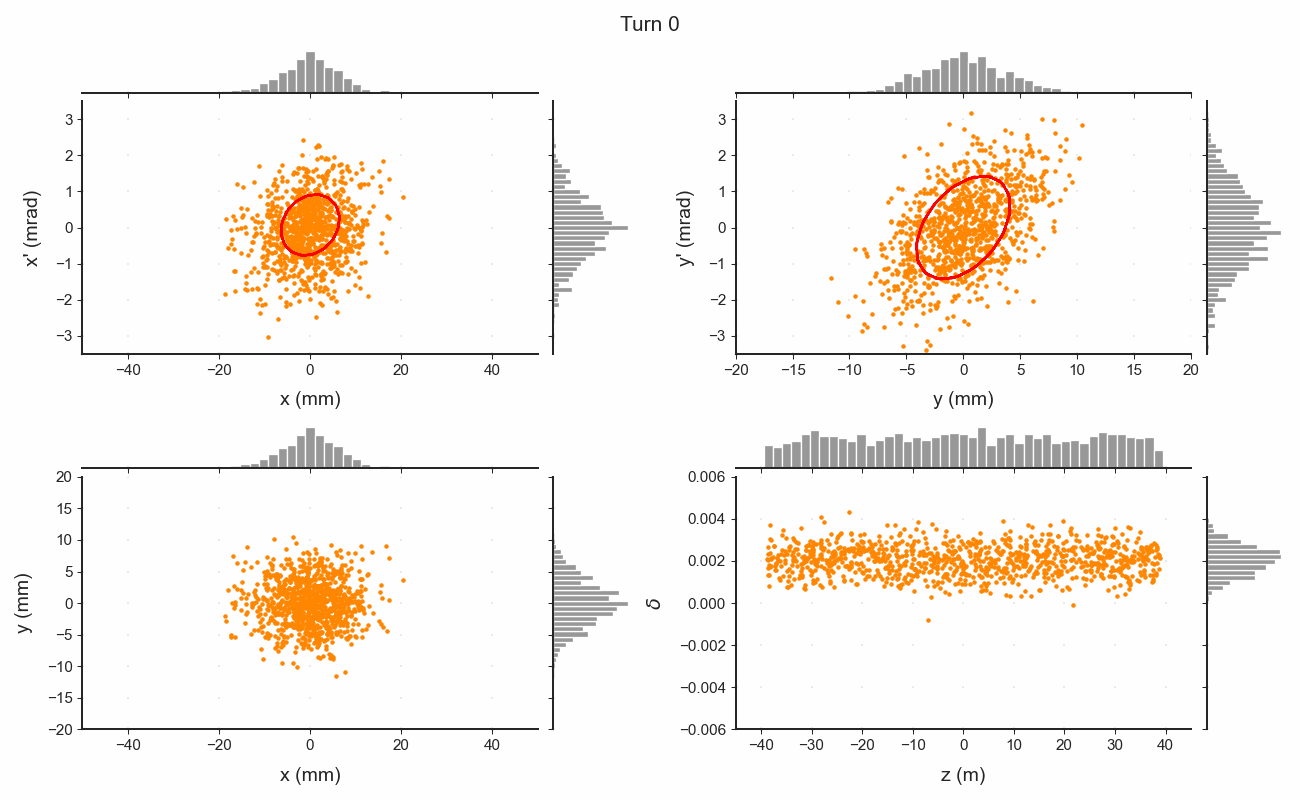 Turn 0
3
2
1
0
−1
−2
−3
x' (mrad)
−40 −20 0 20 40
x (mm)
3
2
1
0
−1
−2
−3
y' (mrad)
−20 −15 −10 −5 0 5 10 15 20
y (mm)
20
15
10
5
0
−5
−10
−15
−20
y (mm)
−40 −20 0 20 40
x (mm)
0.006
0.004
0.002
0.000
−0.002
−0.004
−0.006
δ
−40 −30 −20 −10 0 10 20 30 40
z (m)